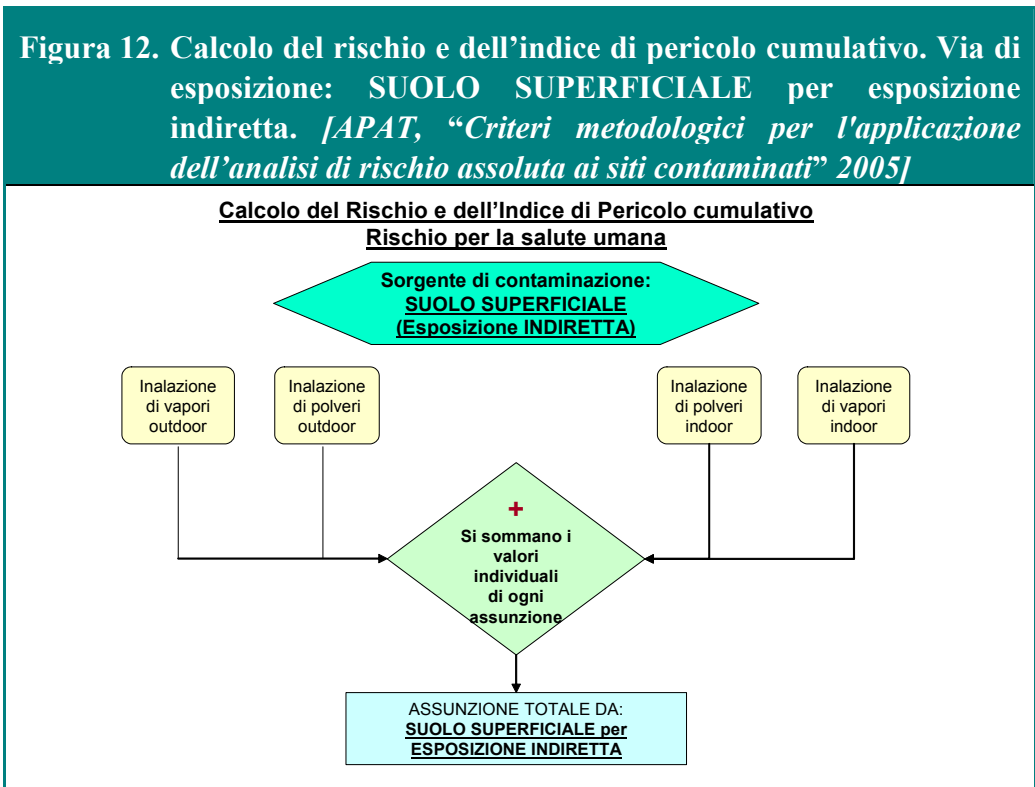 Figura 12. Calcolo del rischio e dell’indice di pericolo cumulativo. Via di
esposizione: SUOLO SUPERFICIALE per esposizione
indiretta. [APAT, “Criteri metodologici per l'applicazione
dell’analisi di rischio assoluta ai siti contaminati” 2005]
Calcolo del Rischio e dell’Indice di Pericolo cumulativo
Rischio per la salute umana
Sorgente di contaminazione:
SUOLO SUPERFICIALE
(Esposizione INDIRETTA)
Inalazione
di vapori
outdoor
Inalazione
di polveri
outdoor
Inalazione
di polveri
indoor
Inalazione
di vapori
indoor
+
Si sommano i
valori
individuali
di ogni
assunzione
ASSUNZIONE TOTALE DA:
SUOLO SUPERFICIALE per
ESPOSIZIONE INDIRETTA